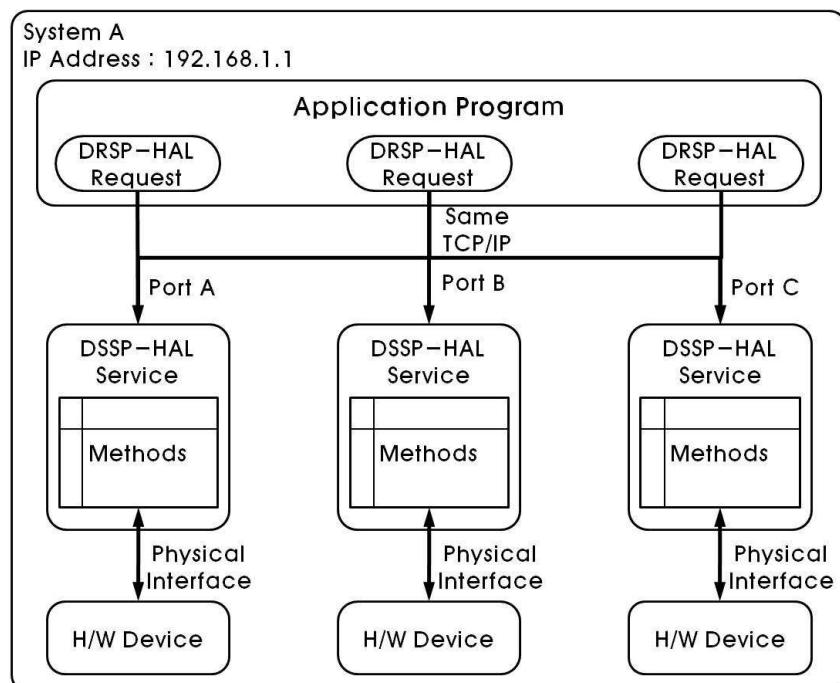 System A
IP Address : 192.168.1.1
Application Program
DRSP-HAL
Request
DRSP-HAL
Request
DRSP-HAL
Request
Same
TCP/IP
Port A
Port B
Port C
DSSP-HAL
Service
Methods
DSSP-HAL
Service
Methods
DSSP-HAL
Service
Methods
Physical
Interface
Physical
Interface
Physical
Interface
H/W Device
H/W Device
H/W Device